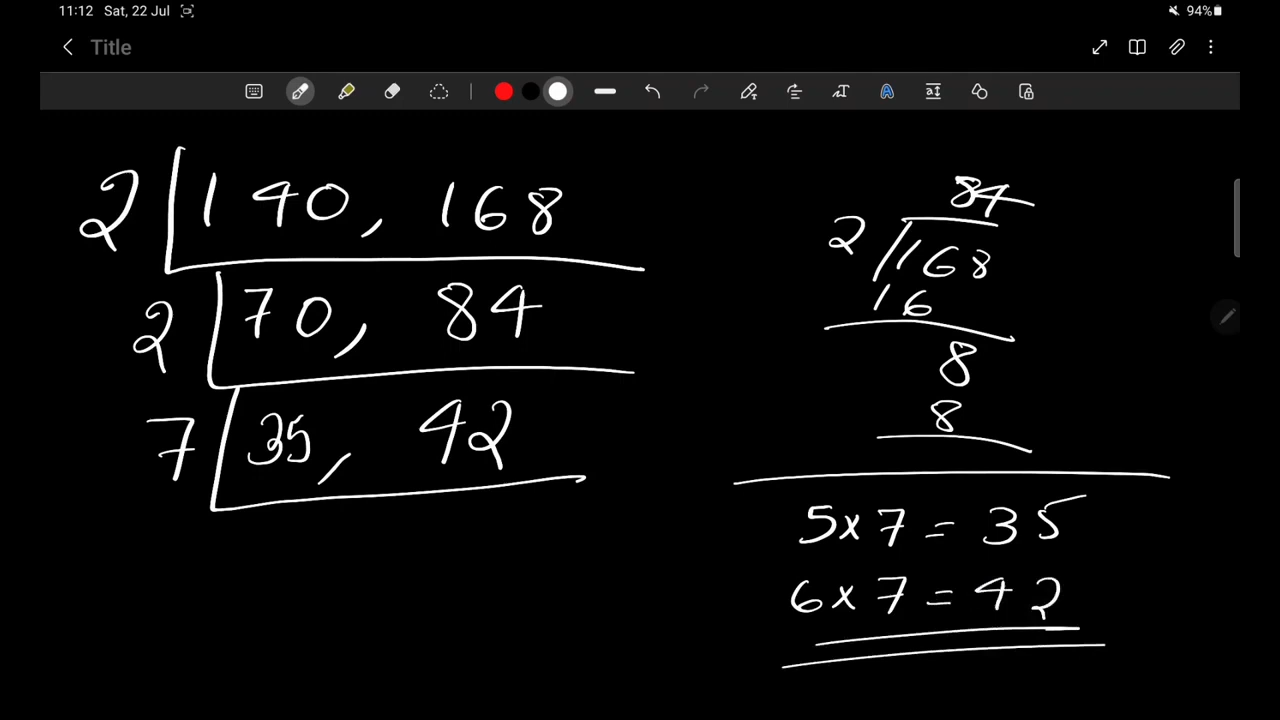 11:12 Sat, 22 Jul 94%
Title
2 140, 168
2 70, 84
7 35, 42
84
2 168
16
8
8
5x7 = 35
6x7 = 42